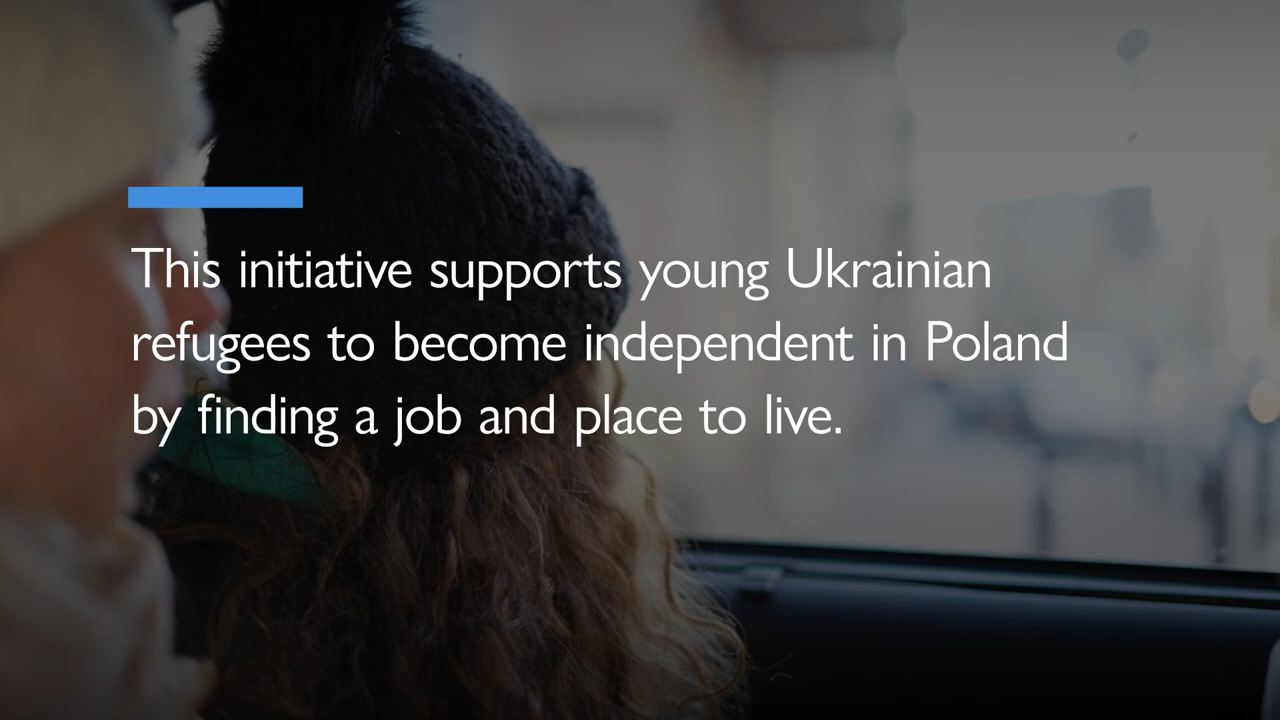 This initiative supports young Ukrainian
refugees to become independent in Poland
by finding a job and place to live.